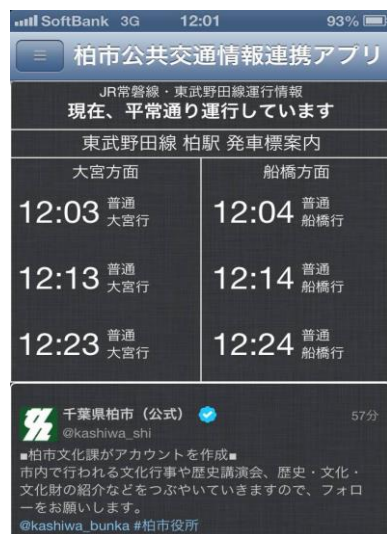 SoftBank 3G 12:01 93%
柏市公共交通情報連携アプリ
JR常磐線・東武野田線運行情報
現在、平常通り運行しています
東武野田線 柏駅 発車標案内
大宮方面
12:03 普通 大宮行
12:13 普通 大宮行
12:23 普通 大宮行
船橋方面
12:04 普通 船橋行
12:14 普通 船橋行
12:24 普通 船橋行
千葉県柏市（公式） 57分
@kashiwa_shi
■柏市文化課がアカウントを作成■
市内で行われる文化行事や歴史講演会、歴史・文化・
文化財の紹介などをつぶやいていきますので、フォロ
ーをお願いします。
@kashiwa_bunka #柏市役所